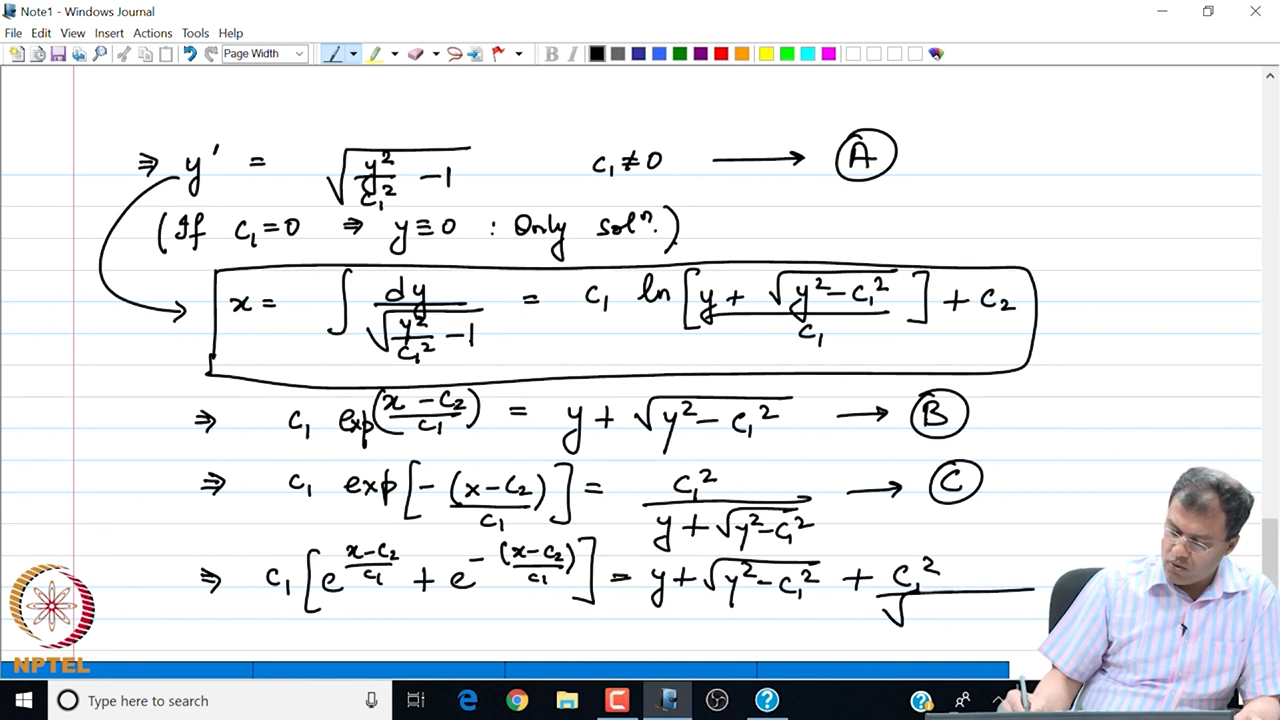 Note1 - Windows Journal
File Edit View Insert Actions Tools Help
Page Width B I
⇒ y' = √(y²/c₁² - 1) c₁ ≠ 0 ⟶ Ⓐ
(If c₁ = 0 ⇒ y ≡ 0 : Only solⁿ.)
x = ∫ dy/√(y²/c₁² - 1) = c₁ ln [(y + √(y² - c₁²))/c₁] + c₂
⇒ c₁ exp((x - c₂)/c₁) = y + √(y² - c₁²) ⟶ Ⓑ
⇒ c₁ exp[-(x - c₂)/c₁] = c₁²/(y + √(y² - c₁²)) ⟶ Ⓒ
⇒ c₁ [e^((x - c₂)/c₁) + e^(-(x - c₂)/c₁)] = y + √(y² - c₁²) + c₁²/√
NPTEL
Type here to search